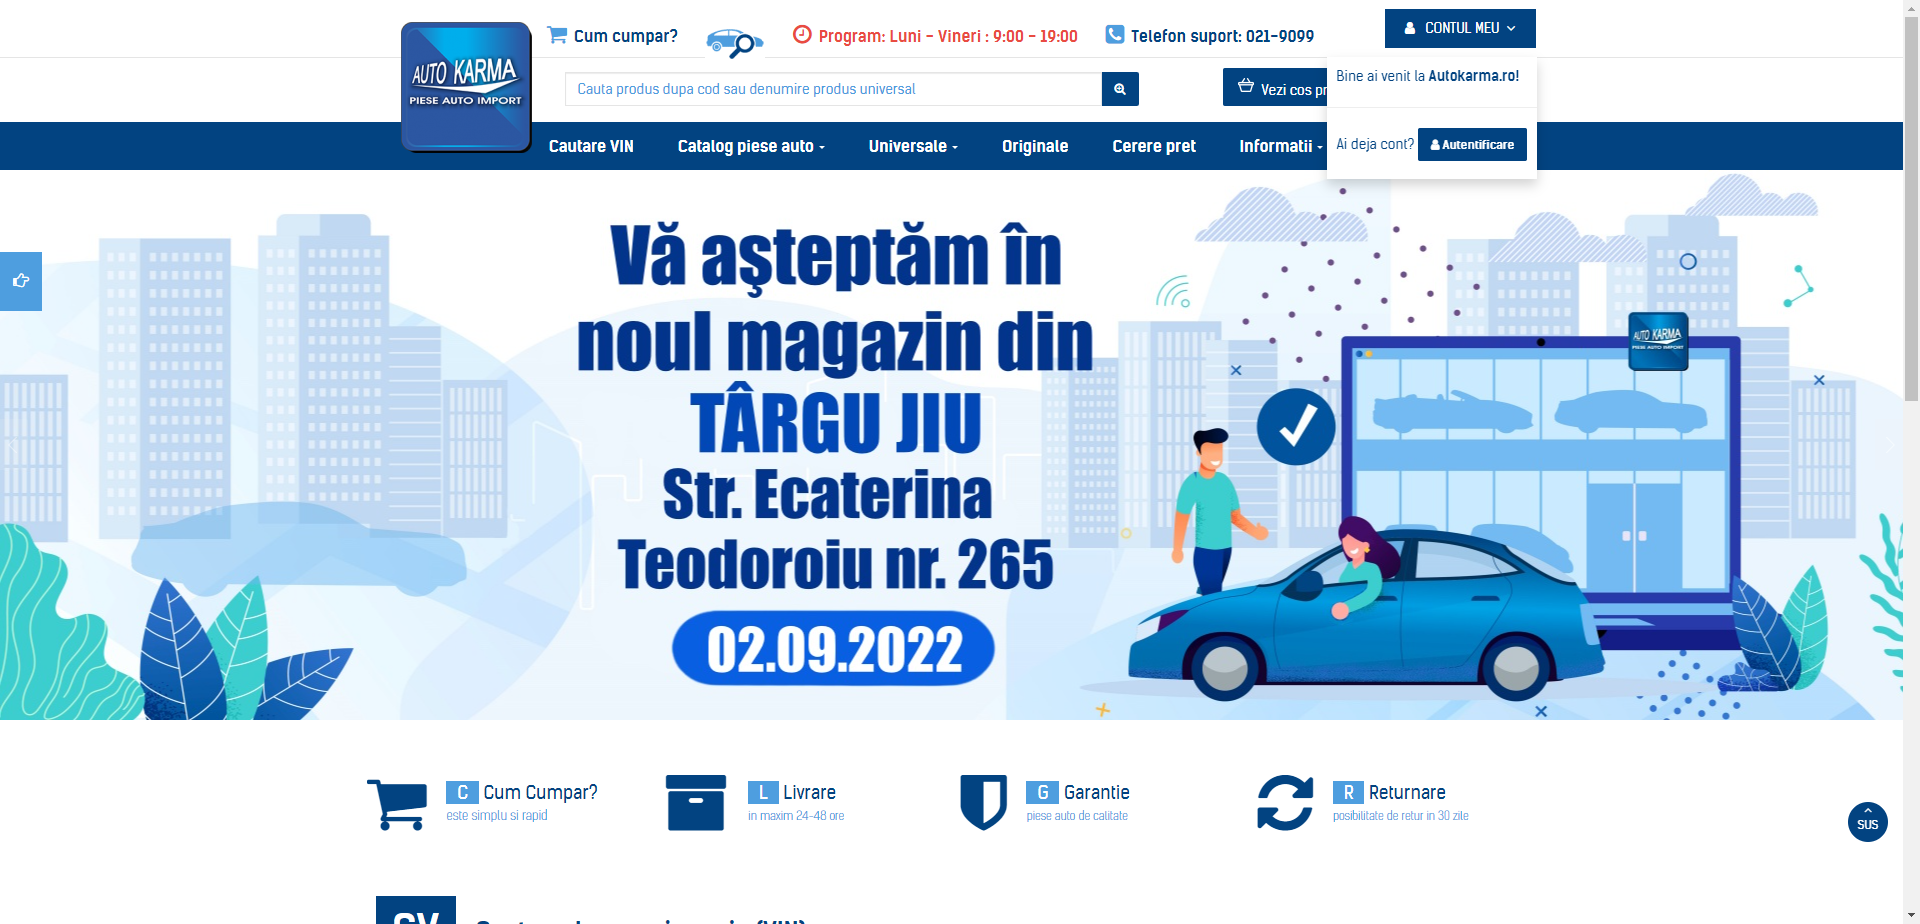 AUTO KARMA
PIESE AUTO IMPORT
Cum cumpar?
Program: Luni - Vineri : 9:00 - 19:00
Telefon suport: 021-9099
CONTUL MEU
Cauta produs dupa cod sau denumire produs universal
Vezi cos pr
Bine ai venit la Autokarma.ro!
Ai deja cont? Autentificare
Cautare VIN
Catalog piese auto
Universale
Originale
Cerere pret
Informatii
Vă aşteptăm în
noul magazin din
TÂRGU JIU
Str. Ecaterina
Teodoroiu nr. 265
02.09.2022
AUTO KARMA
PIESE AUTO IMPORT
C Cum Cumpar?
este simplu si rapid
L Livrare
in maxim 24-48 ore
G Garantie
piese auto de calitate
R Returnare
posibilitate de retur in 30 zile
SUS